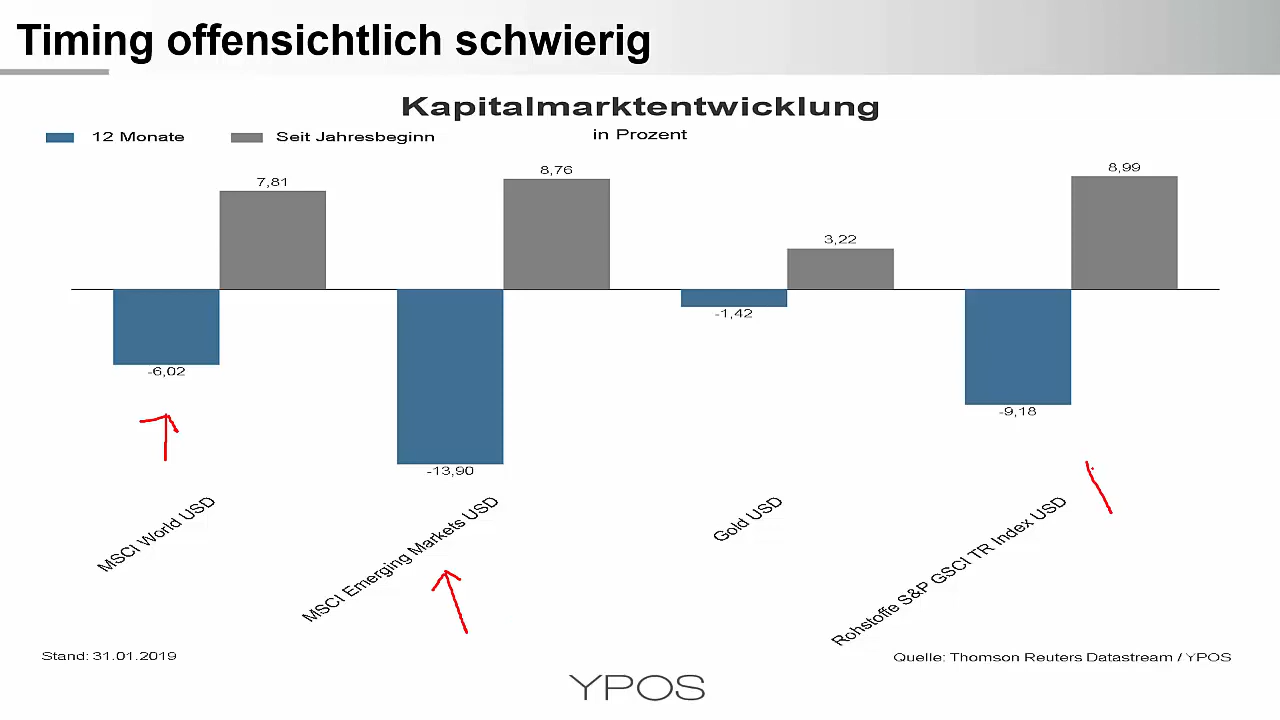 Timing offensichtlich schwierig
Kapitalmarktentwicklung
in Prozent
12 Monate
Seit Jahresbeginn
7,81
8,76
3,22
8,99
-6,02
-13,90
-1,42
-9,18
MSCI World USD
MSCI Emerging Markets USD
Gold USD
Rohstoffe S&P GSCI TR Index USD
Stand: 31.01.2019
Quelle: Thomson Reuters Datastream / YPOS
YPOS